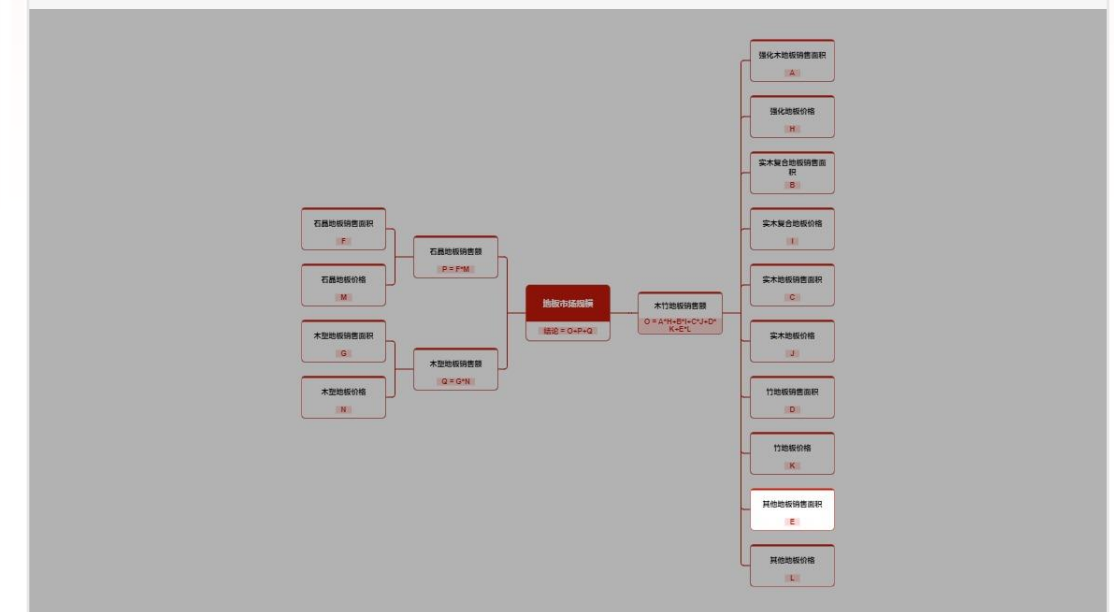 强化木地板销售面积
A
强化地板价格
H
实木复合地板销售面
积
B
实木复合地板价格
I
实木地板销售面积
C
实木地板价格
J
竹地板销售面积
D
竹地板价格
K
其他地板销售面积
E
其他地板价格
L
木竹地板销售额
O = A*H+B*I+C*J+D*
K+E*L
地板市场规模
结论 = O+P+Q
石晶地板销售额
P = F*M
石晶地板销售面积
F
石晶地板价格
M
木塑地板销售额
Q = G*N
木塑地板销售面积
G
木塑地板价格
N